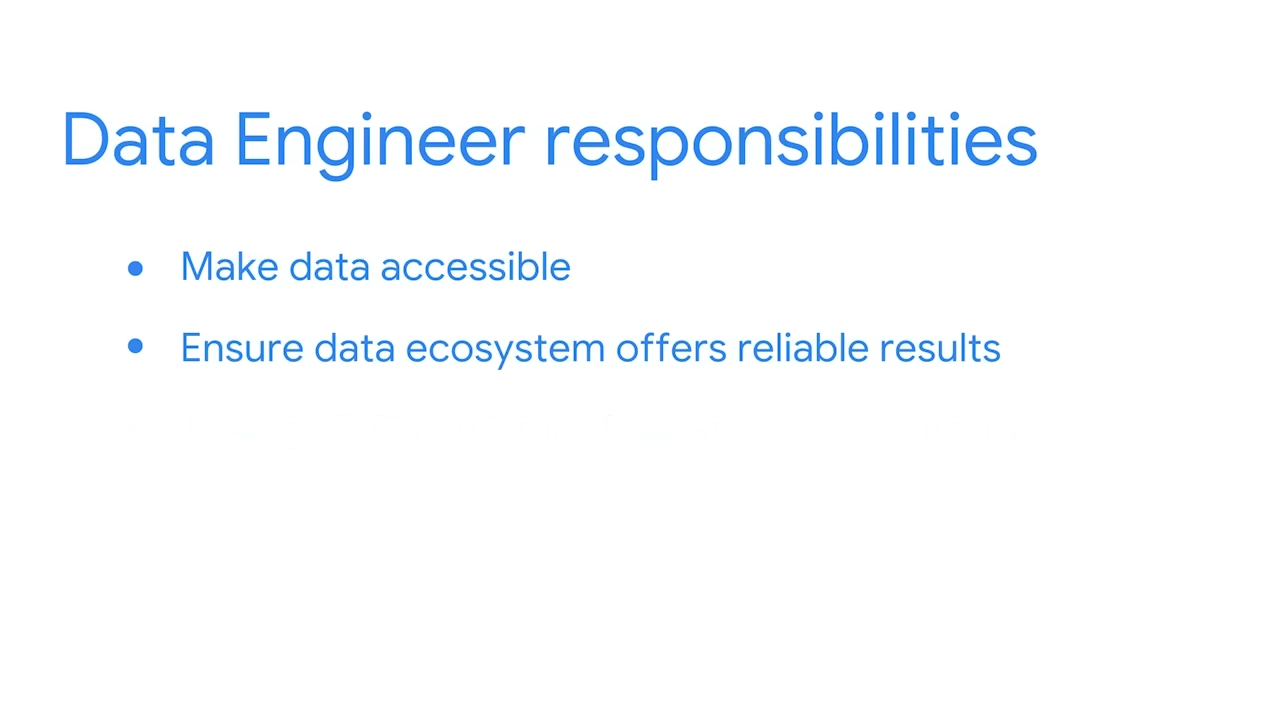 Data Engineer responsibilities
• Make data accessible
• Ensure data ecosystem offers reliable results